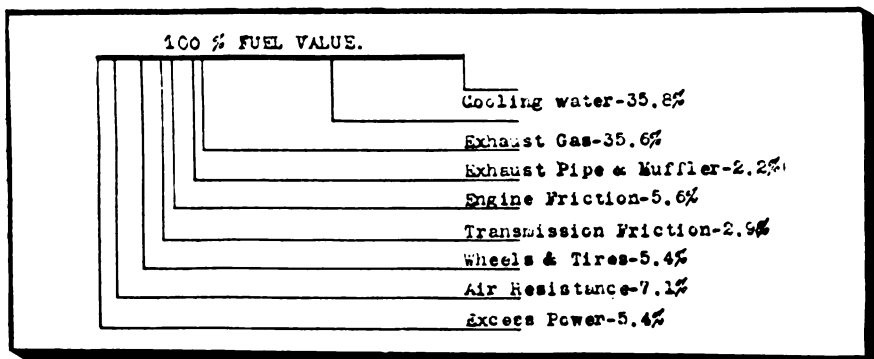 100 % FUEL VALUE.
Cooling water-35.8%
Exhaust Gas-35.6%
Exhaust Pipe & Muffler-2.2%
Engine Friction-5.6%
Transmission Friction-2.9%
Wheels & Tires-5.4%
Air Resistance-7.1%
Excess Power-5.4%